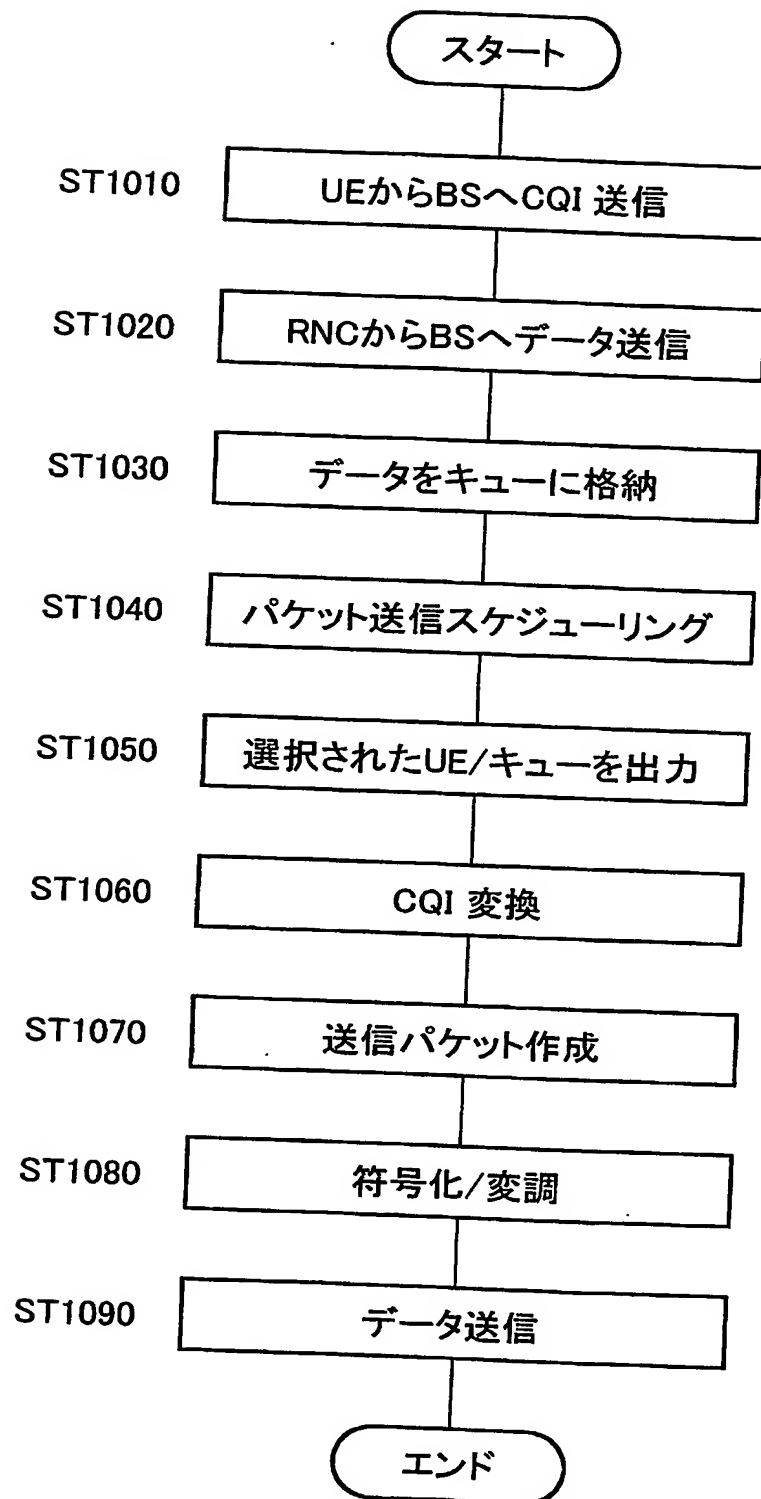 スタート
ST1010 UEからBSへCQI 送信
ST1020 RNCからBSへデータ送信
ST1030 データをキューに格納
ST1040 パケット送信スケジューリング
ST1050 選択されたUE/キューを出力
ST1060 CQI 変換
ST1070 送信パケット作成
ST1080 符号化/変調
ST1090 データ送信
エンド